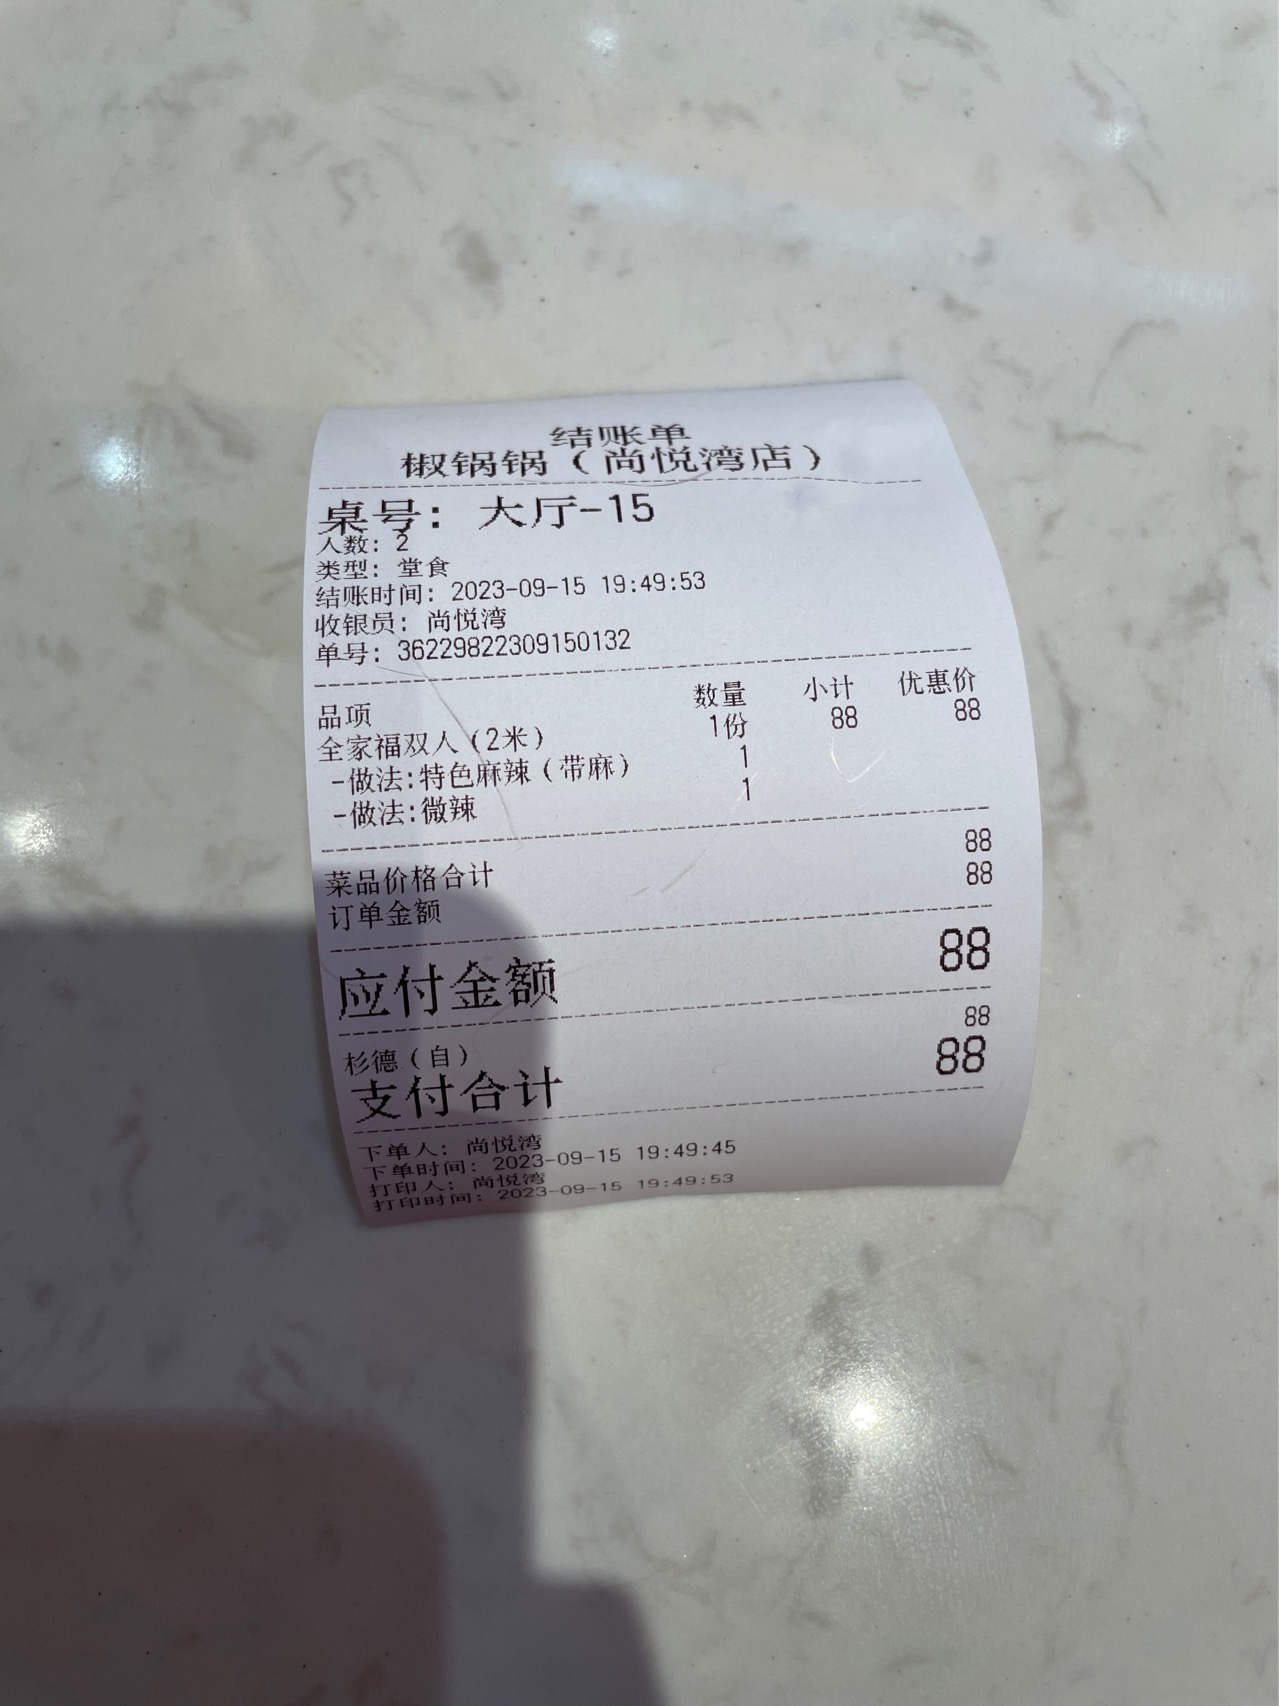 结账单
椒锅锅（尚悦湾店）
桌号: 大厅-15
人数: 2
类型: 堂食
结账时间: 2023-09-15 19:49:53
收银员: 尚悦湾
单号: 36229822309150132
品项 数量 小计 优惠价
全家福双人（2米） 1份 88 88
-做法:特色麻辣（带麻） 1
-做法:微辣 1
菜品价格合计 88
订单金额 88
应付金额 88
杉德（自） 88
支付合计 88
下单人: 尚悦湾
下单时间: 2023-09-15 19:49:45
打印人: 尚悦湾
打印时间: 2023-09-15 19:49:53